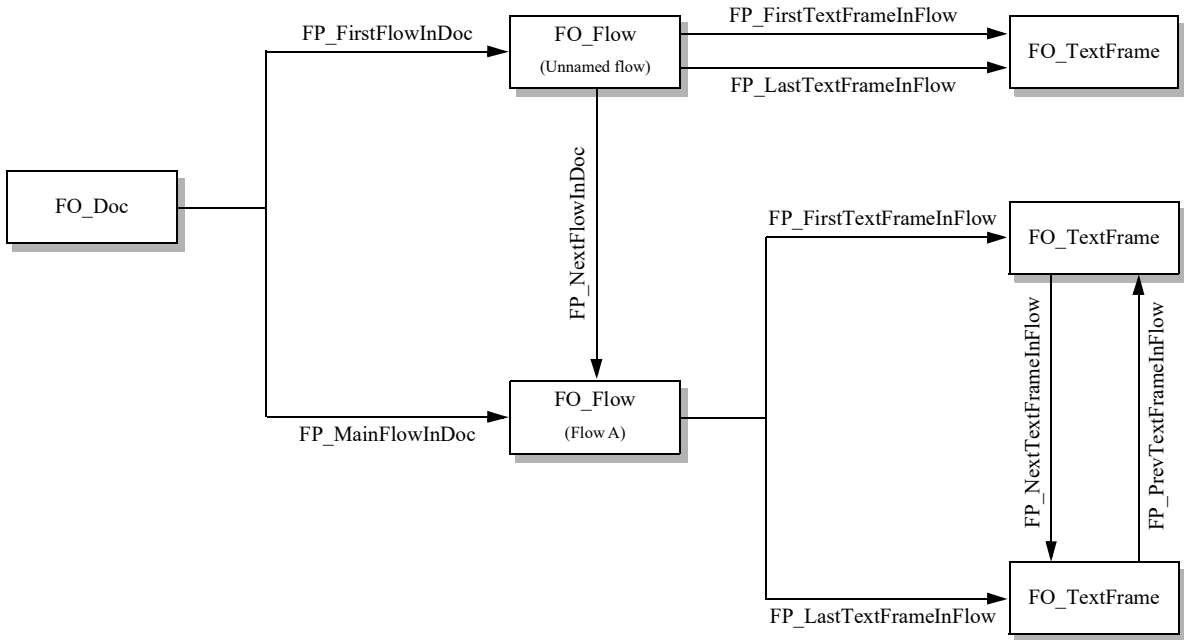 FP_FirstFlowInDoc
FO_Flow
(Unnamed flow)
FP_FirstTextFrameInFlow
FP_LastTextFrameInFlow
FO_TextFrame
FO_Doc
FP_NextFlowInDoc
FP_MainFlowInDoc
FO_Flow
(Flow A)
FP_FirstTextFrameInFlow
FO_TextFrame
FP_NextTextFrameInFlow
FP_PrevTextFrameInFlow
FP_LastTextFrameInFlow
FO_TextFrame